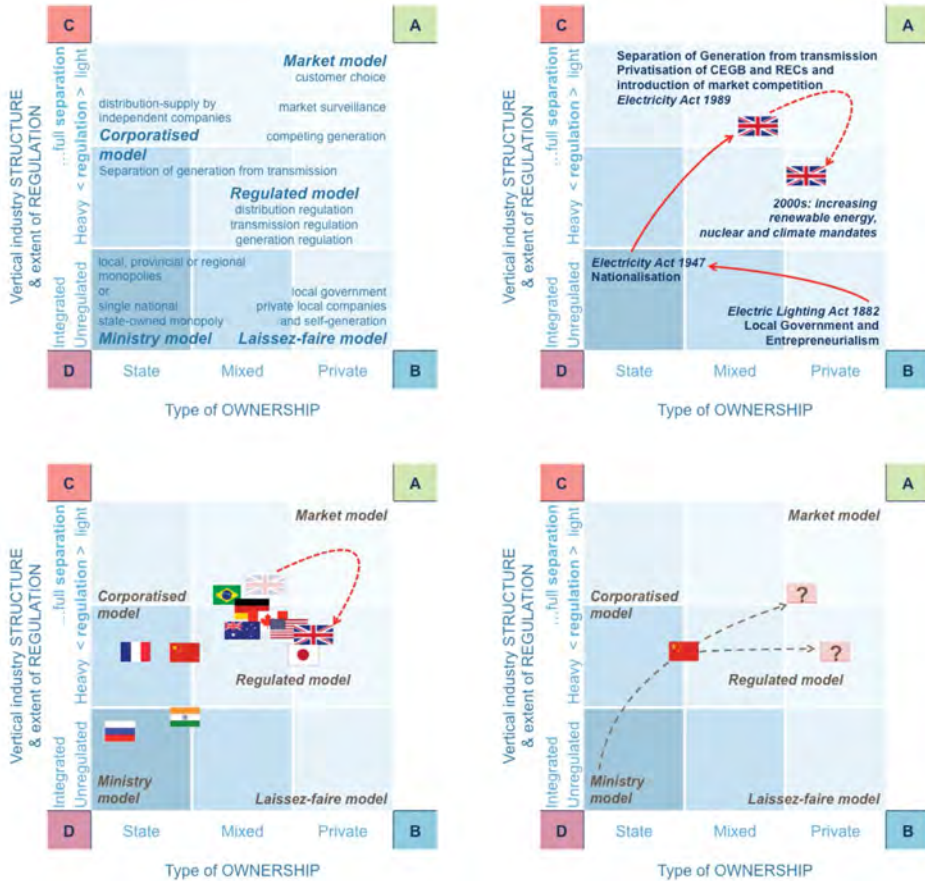 C
A
Vertical industry STRUCTURE
& extent of REGULATION
...full separation
Heavy < regulation > light
Integrated
Unregulated
Market model
customer choice
distribution-supply by
independent companies
market surveillance
Corporatised
model
competing generation
Separation of generation from transmission
Regulated model
distribution regulation
transmission regulation
generation regulation
local, provincial or regional
monopolies
or
single national
state-owned monopoly
local government
private local companies
and self-generation
Ministry model
Laissez-faire model
D
State
Mixed
Private
B
Type of OWNERSHIP
C
A
Vertical industry STRUCTURE
& extent of REGULATION
...full separation
Heavy < regulation > light
Integrated
Unregulated
Separation of Generation from transmission
Privatisation of CEGB and RECs and
introduction of market competition
Electricity Act 1989
2000s: increasing
renewable energy,
nuclear and climate mandates
Electricity Act 1947
Nationalisation
Electric Lighting Act 1882
Local Government and
Entrepreneurialism
D
State
Mixed
Private
B
Type of OWNERSHIP
C
A
Vertical industry STRUCTURE
& extent of REGULATION
...full separation
Heavy < regulation > light
Integrated
Unregulated
Market model
Corporatised
model
Regulated model
Ministry
model
Laissez-faire model
D
State
Mixed
Private
B
Type of OWNERSHIP
C
A
Vertical industry STRUCTURE
& extent of REGULATION
...full separation
Heavy < regulation > light
Integrated
Unregulated
Market model
?
Corporatised
model
?
Regulated model
Ministry
model
Laissez-faire model
D
State
Mixed
Private
B
Type of OWNERSHIP